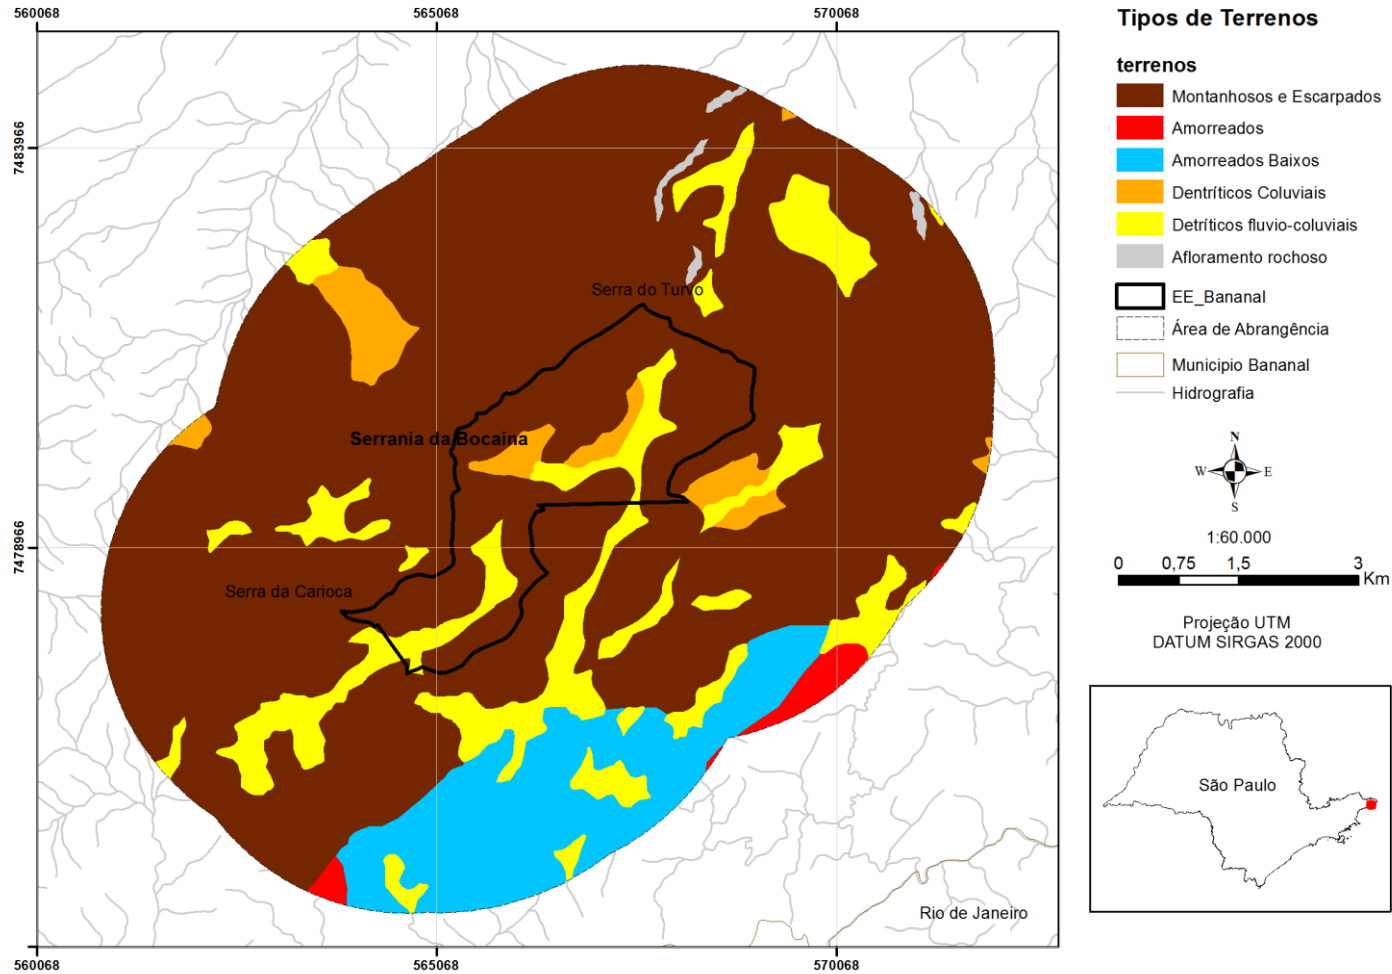 560068
565068
570068
7483966
7478966
Serra do Turvo
Serrania da Bocaina
Serra da Carioca
Rio de Janeiro
560068
565068
570068
Tipos de Terrenos
terrenos
Montanhosos e Escarpados
Amorreados
Amorreados Baixos
Dentríticos Coluviais
Detríticos fluvio-coluviais
Afloramento rochoso
EE_Bananal
Área de Abrangência
Municipio Bananal
Hidrografia
N
W E
S
1:60.000
0 0,75 1,5 3
Km
Projeção UTM
DATUM SIRGAS 2000
São Paulo